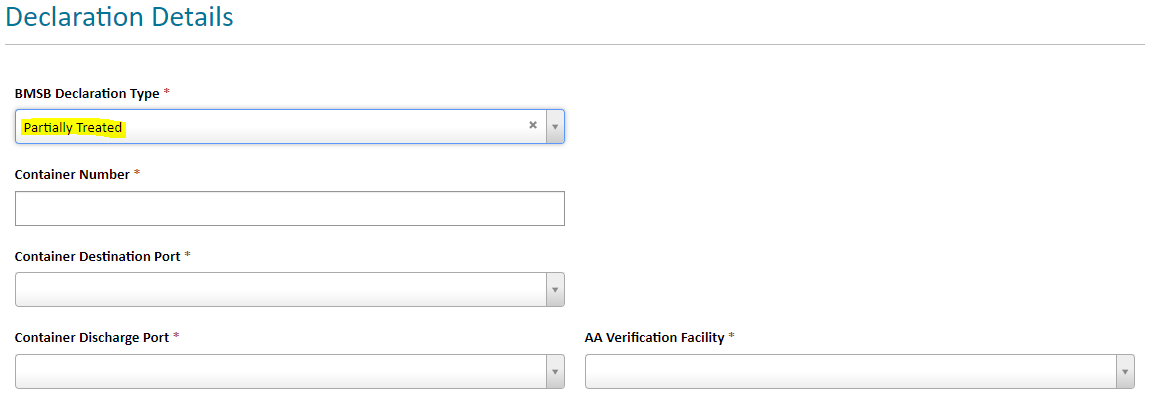 Declaration Details
BMSB Declaration Type *
Partially Treated
Container Number *
Container Destination Port *
Container Discharge Port *
AA Verification Facility *